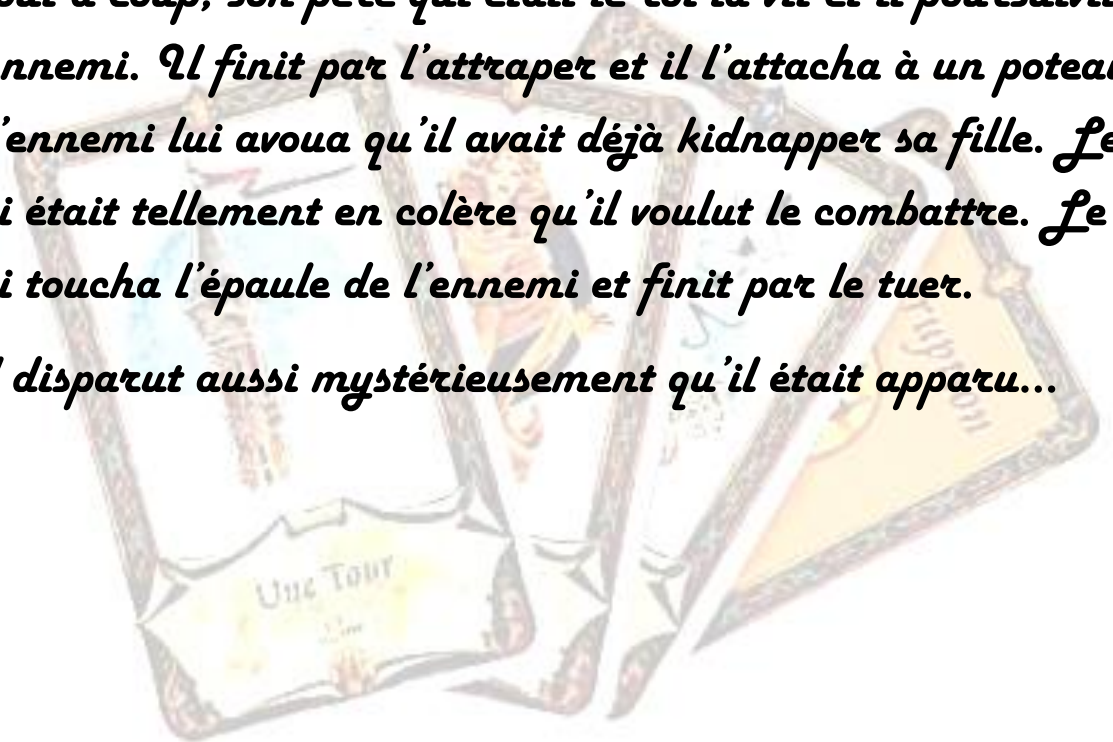 out à coup, son père qui était le roi la vit et il poursuivit
nnemi. Il finit par l'attraper et il l'attacha à un poteau
'ennemi lui avoua qu'il avait déjà kidnapper sa fille. Le
i était tellement en colère qu'il voulut le combattre. Le
i toucha l'épaule de l'ennemi et finit par le tuer.
l disparut aussi mystérieusement qu'il était apparu...
Une Tour